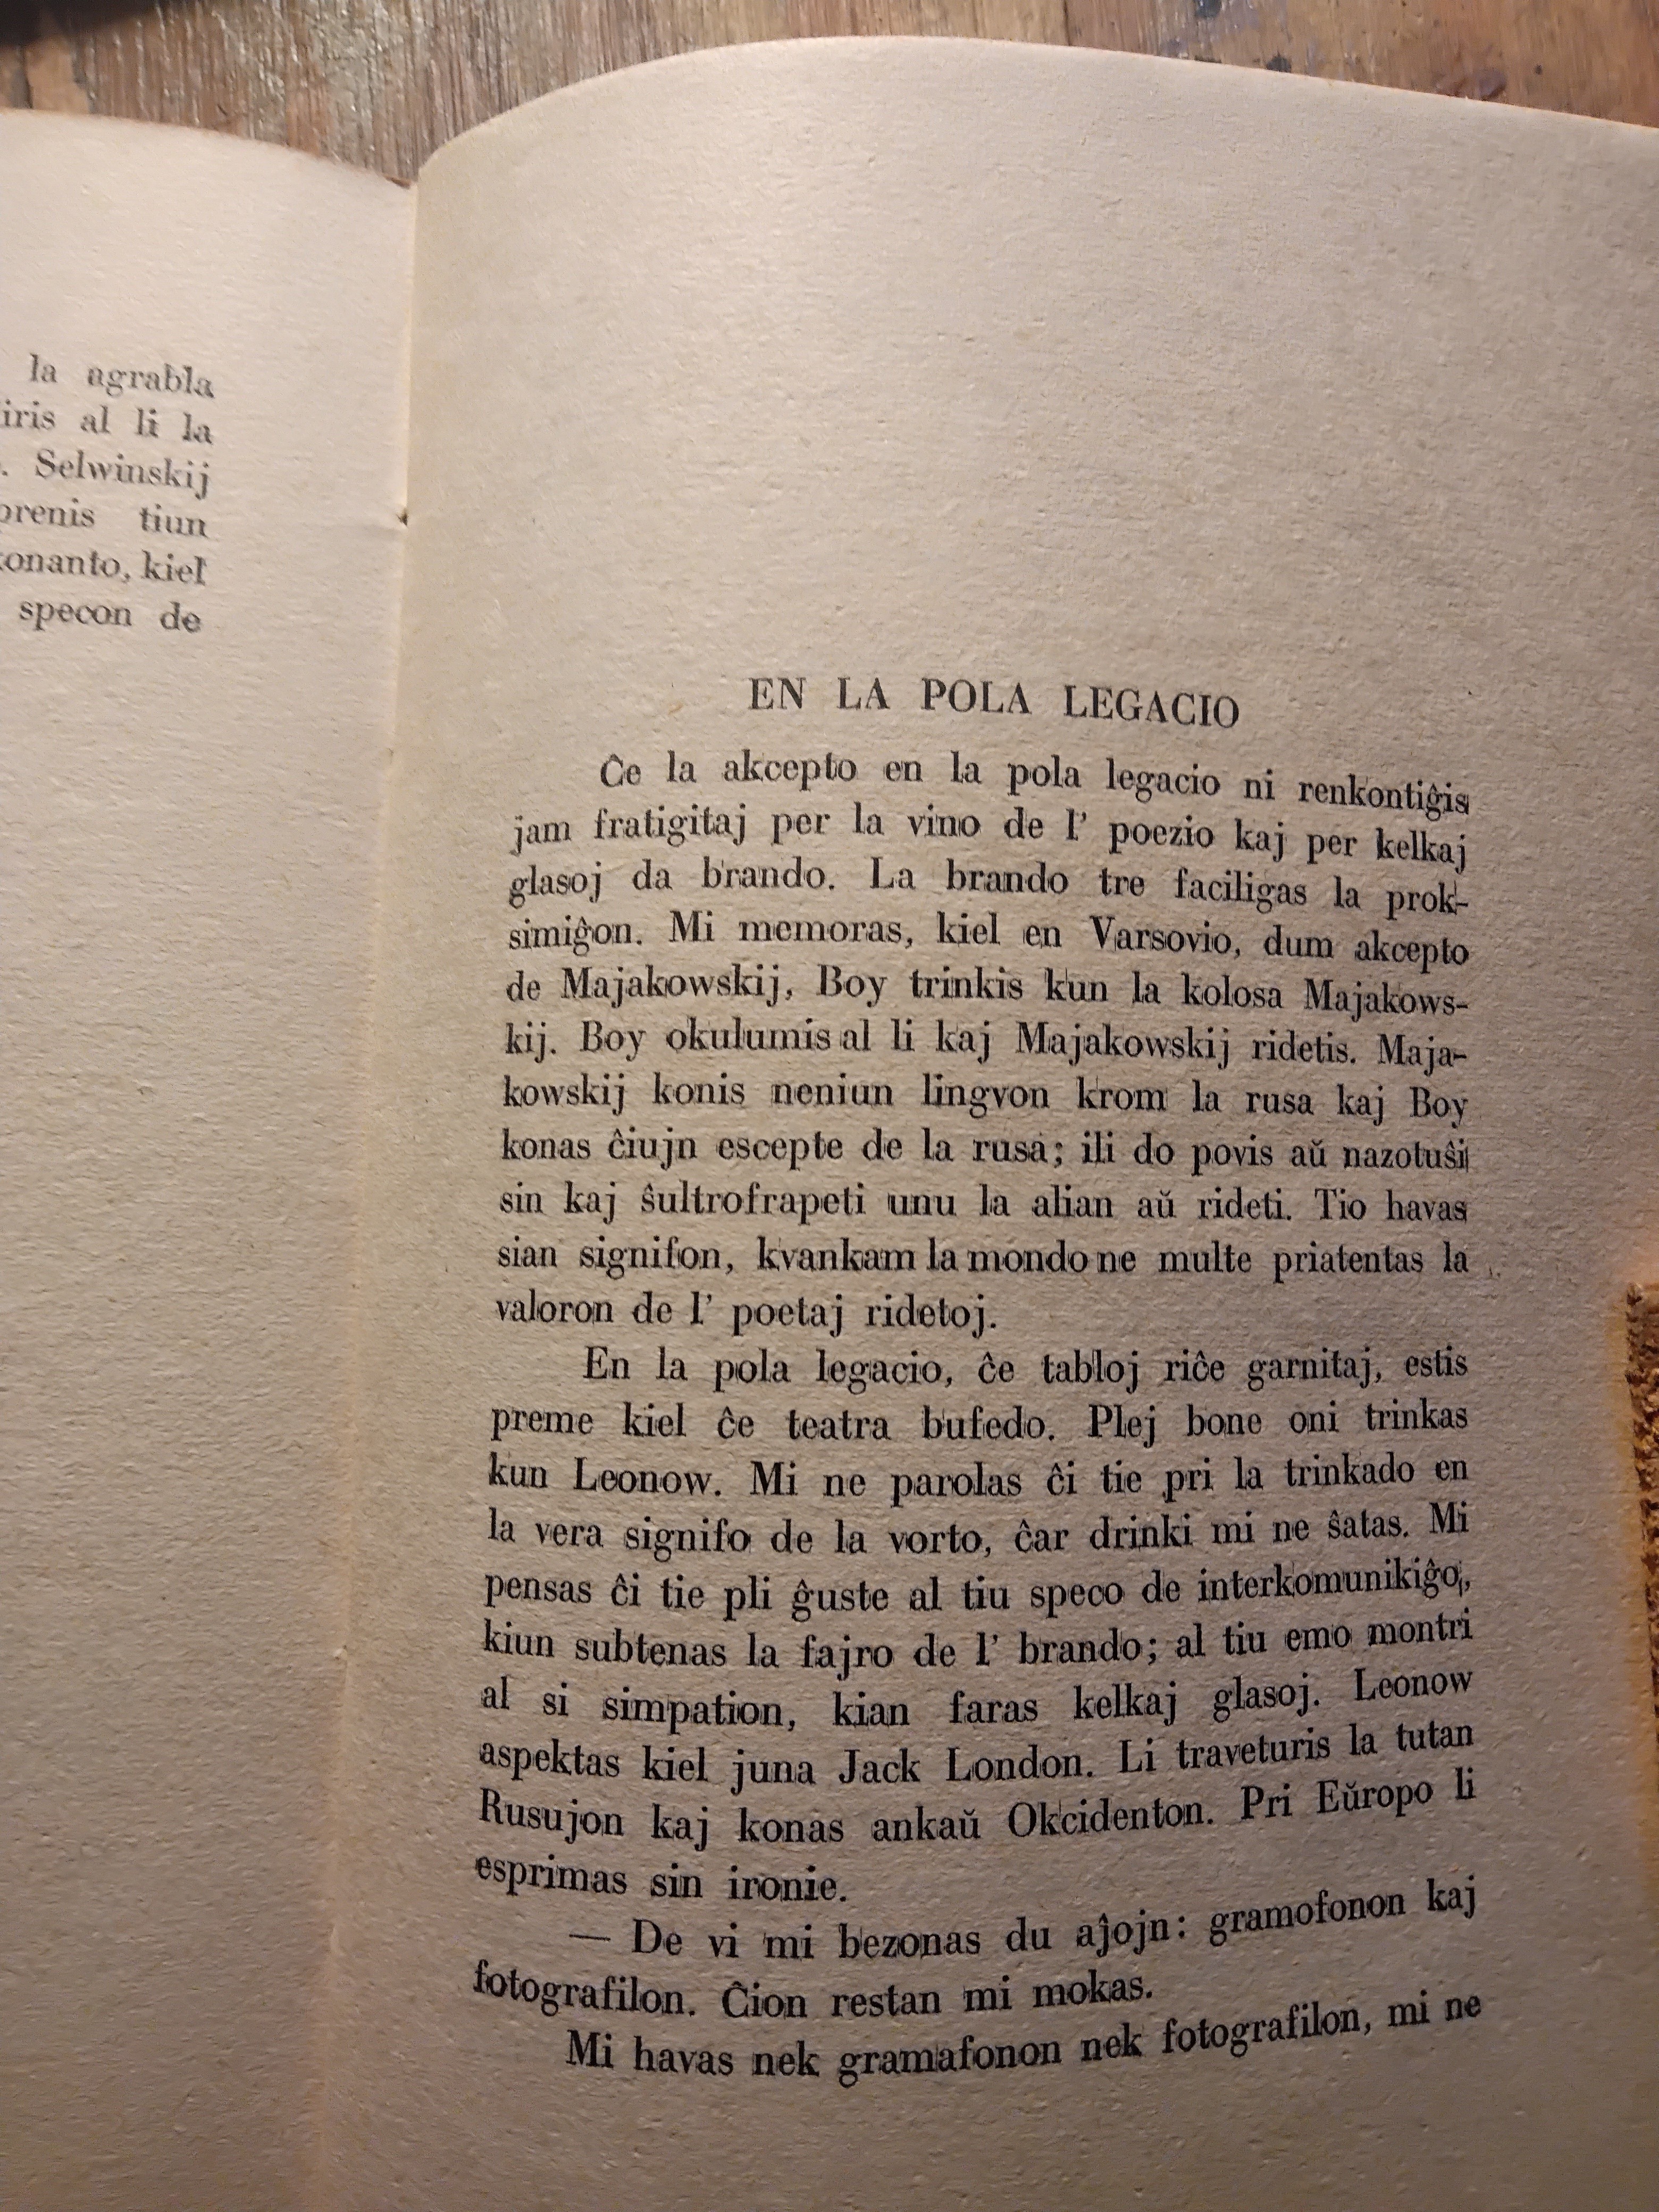 la agrabla
iris al li la
Selwinskij
prenis tiun
konanto, kiel
specon de
EN LA POLA LEGACIO
Ĉe la akcepto en la pola legacio ni renkontiĝis
jam fratigitaj per la vino de l' poezio kaj per kelkaj
glasoj da brando. La brando tre faciligas la prok-
simiĝon. Mi memoras, kiel en Varsovio, dum akcepto
de Majakowskij, Boy trinkis kun la kolosa Majakows-
kij. Boy okulumis al li kaj Majakowskij ridetis. Maja-
kowskij konis neniun lingvon krom la rusa kaj Boy
konas ĉiujn escepte de la rusa; ili do povis aŭ nazotuŝi
sin kaj ŝultrofrapeti unu la alian aŭ rideti. Tio havas
sian signifon, kvankam la mondo ne multe priatentas la
valoron de l' poetaj ridetoj.
En la pola legacio, ĉe tabloj riĉe garnitaj, estis
preme kiel ĉe teatra bufedo. Plej bone oni trinkas
kun Leonow. Mi ne parolas ĉi tie pri la trinkado en
la vera signifo de la vorto, ĉar drinki mi ne ŝatas. Mi
pensas ĉi tie pli ĝuste al tiu speco de interkomunikiĝo,
kiun subtenas la fajro de l' brando; al tiu emo montri
al si simpation, kian faras kelkaj glasoj. Leonow
aspektas kiel juna Jack London. Li traveturis la tutan
Rusujon kaj konas ankaŭ Okcidenton. Pri Eŭropo li
esprimas sin ironie.
— De vi mi bezonas du aĵojn: gramofonon kaj
fotografilon. Ĉion restan mi mokas.
Mi havas nek gramafonon nek fotografilon, mi ne